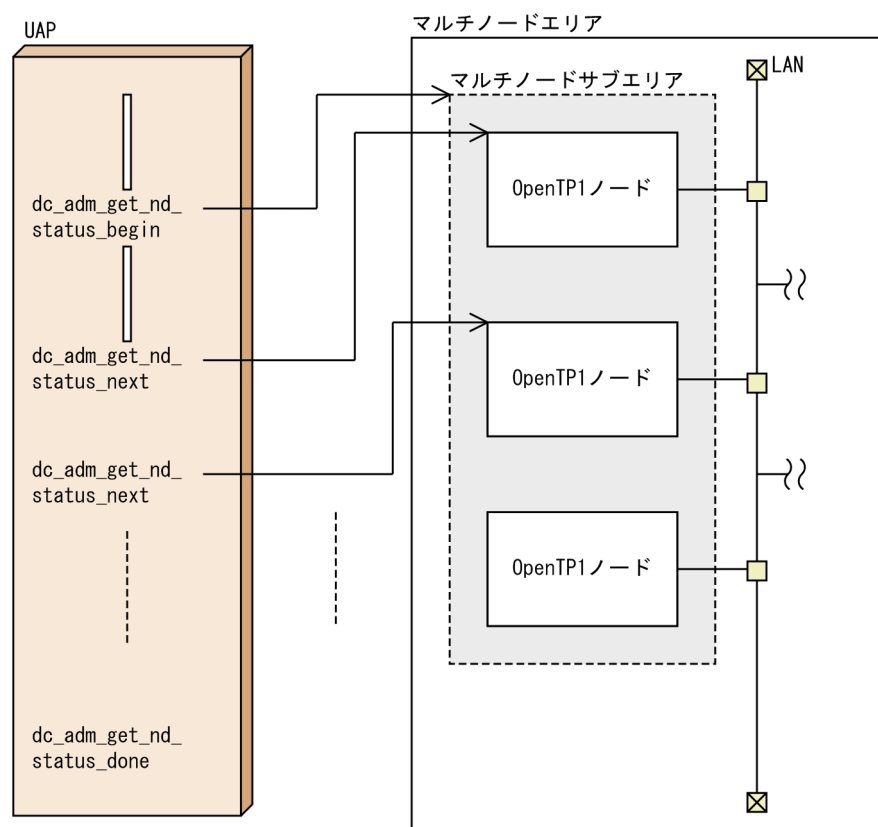 UAP
マルチノードエリア
マルチノードサブエリア
LAN
OpenTP1ノード
dc_adm_get_nd_
status_begin
dc_adm_get_nd_
status_next
OpenTP1ノード
dc_adm_get_nd_
status_next
OpenTP1ノード
dc_adm_get_nd_
status_done